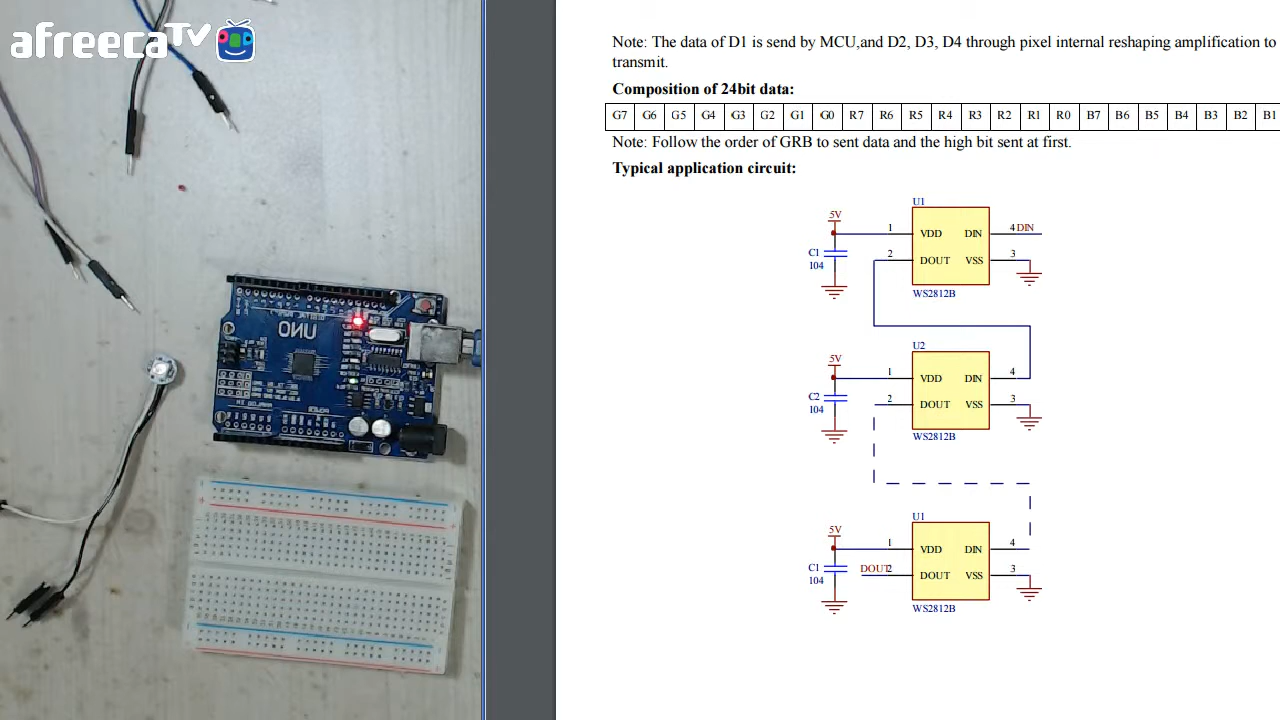 afreecaTV
UNO
Note: The data of D1 is send by MCU,and D2, D3, D4 through pixel internal reshaping amplification to
transmit.
Composition of 24bit data:
G7 G6 G5 G4 G3 G2 G1 G0 R7 R6 R5 R4 R3 R2 R1 R0 B7 B6 B5 B4 B3 B2 B1
Note: Follow the order of GRB to sent data and the high bit sent at first.
Typical application circuit:
U1
5V
1 VDD DIN 4 DIN
C1
104
2 DOUT VSS 3
WS2812B
U2
5V
1 VDD DIN 4
C2
104
2 DOUT VSS 3
WS2812B
U1
5V
1 VDD DIN 4
C1
104
DOUT 2 DOUT VSS 3
WS2812B